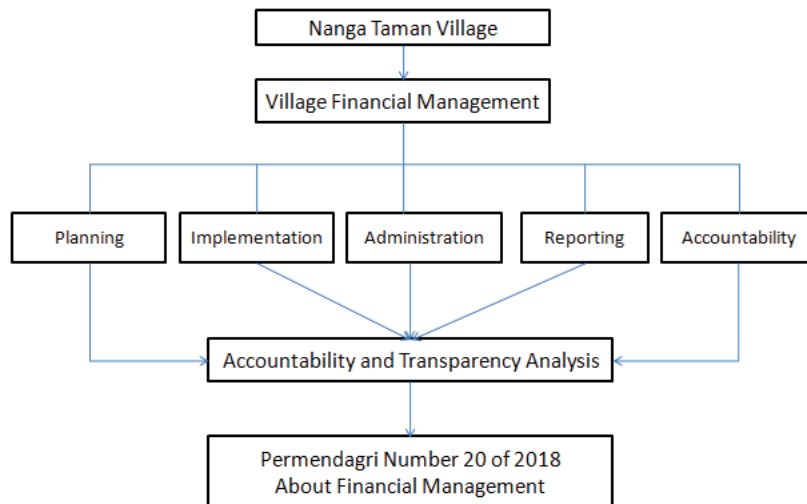 Nanga Taman Village
Village Financial Management
Planning
Implementation
Administration
Reporting
Accountability
Accountability and Transparency Analysis
Permendagri Number 20 of 2018
About Financial Management